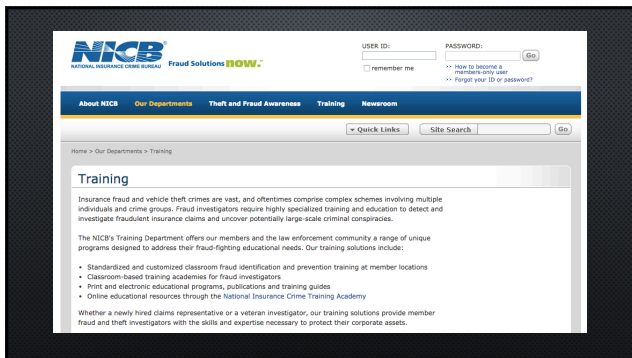 NICB®
NATIONAL INSURANCE CRIME BUREAU
Fraud Solutions now.℠
USER ID:
PASSWORD:
Go
remember me
>> How to become a
members-only user
>> Forgot your ID or password?
About NICB Our Departments Theft and Fraud Awareness Training Newsroom
Quick Links Site Search Go
Home > Our Departments > Training
Training
Insurance fraud and vehicle theft crimes are vast, and oftentimes comprise complex schemes involving multiple
individuals and crime groups. Fraud investigators require highly specialized training and education to detect and
investigate fraudulent insurance claims and uncover potentially large-scale criminal conspiracies.
The NICB's Training Department offers our members and the law enforcement community a range of unique
programs designed to address their fraud-fighting educational needs. Our training solutions include:
• Standardized and customized classroom fraud identification and prevention training at member locations
• Classroom-based training academies for fraud investigators
• Print and electronic educational programs, publications and training guides
• Online educational resources through the National Insurance Crime Training Academy
Whether a newly hired claims representative or a veteran investigator, our training solutions provide member
fraud and theft investigators with the skills and expertise necessary to protect their corporate assets.